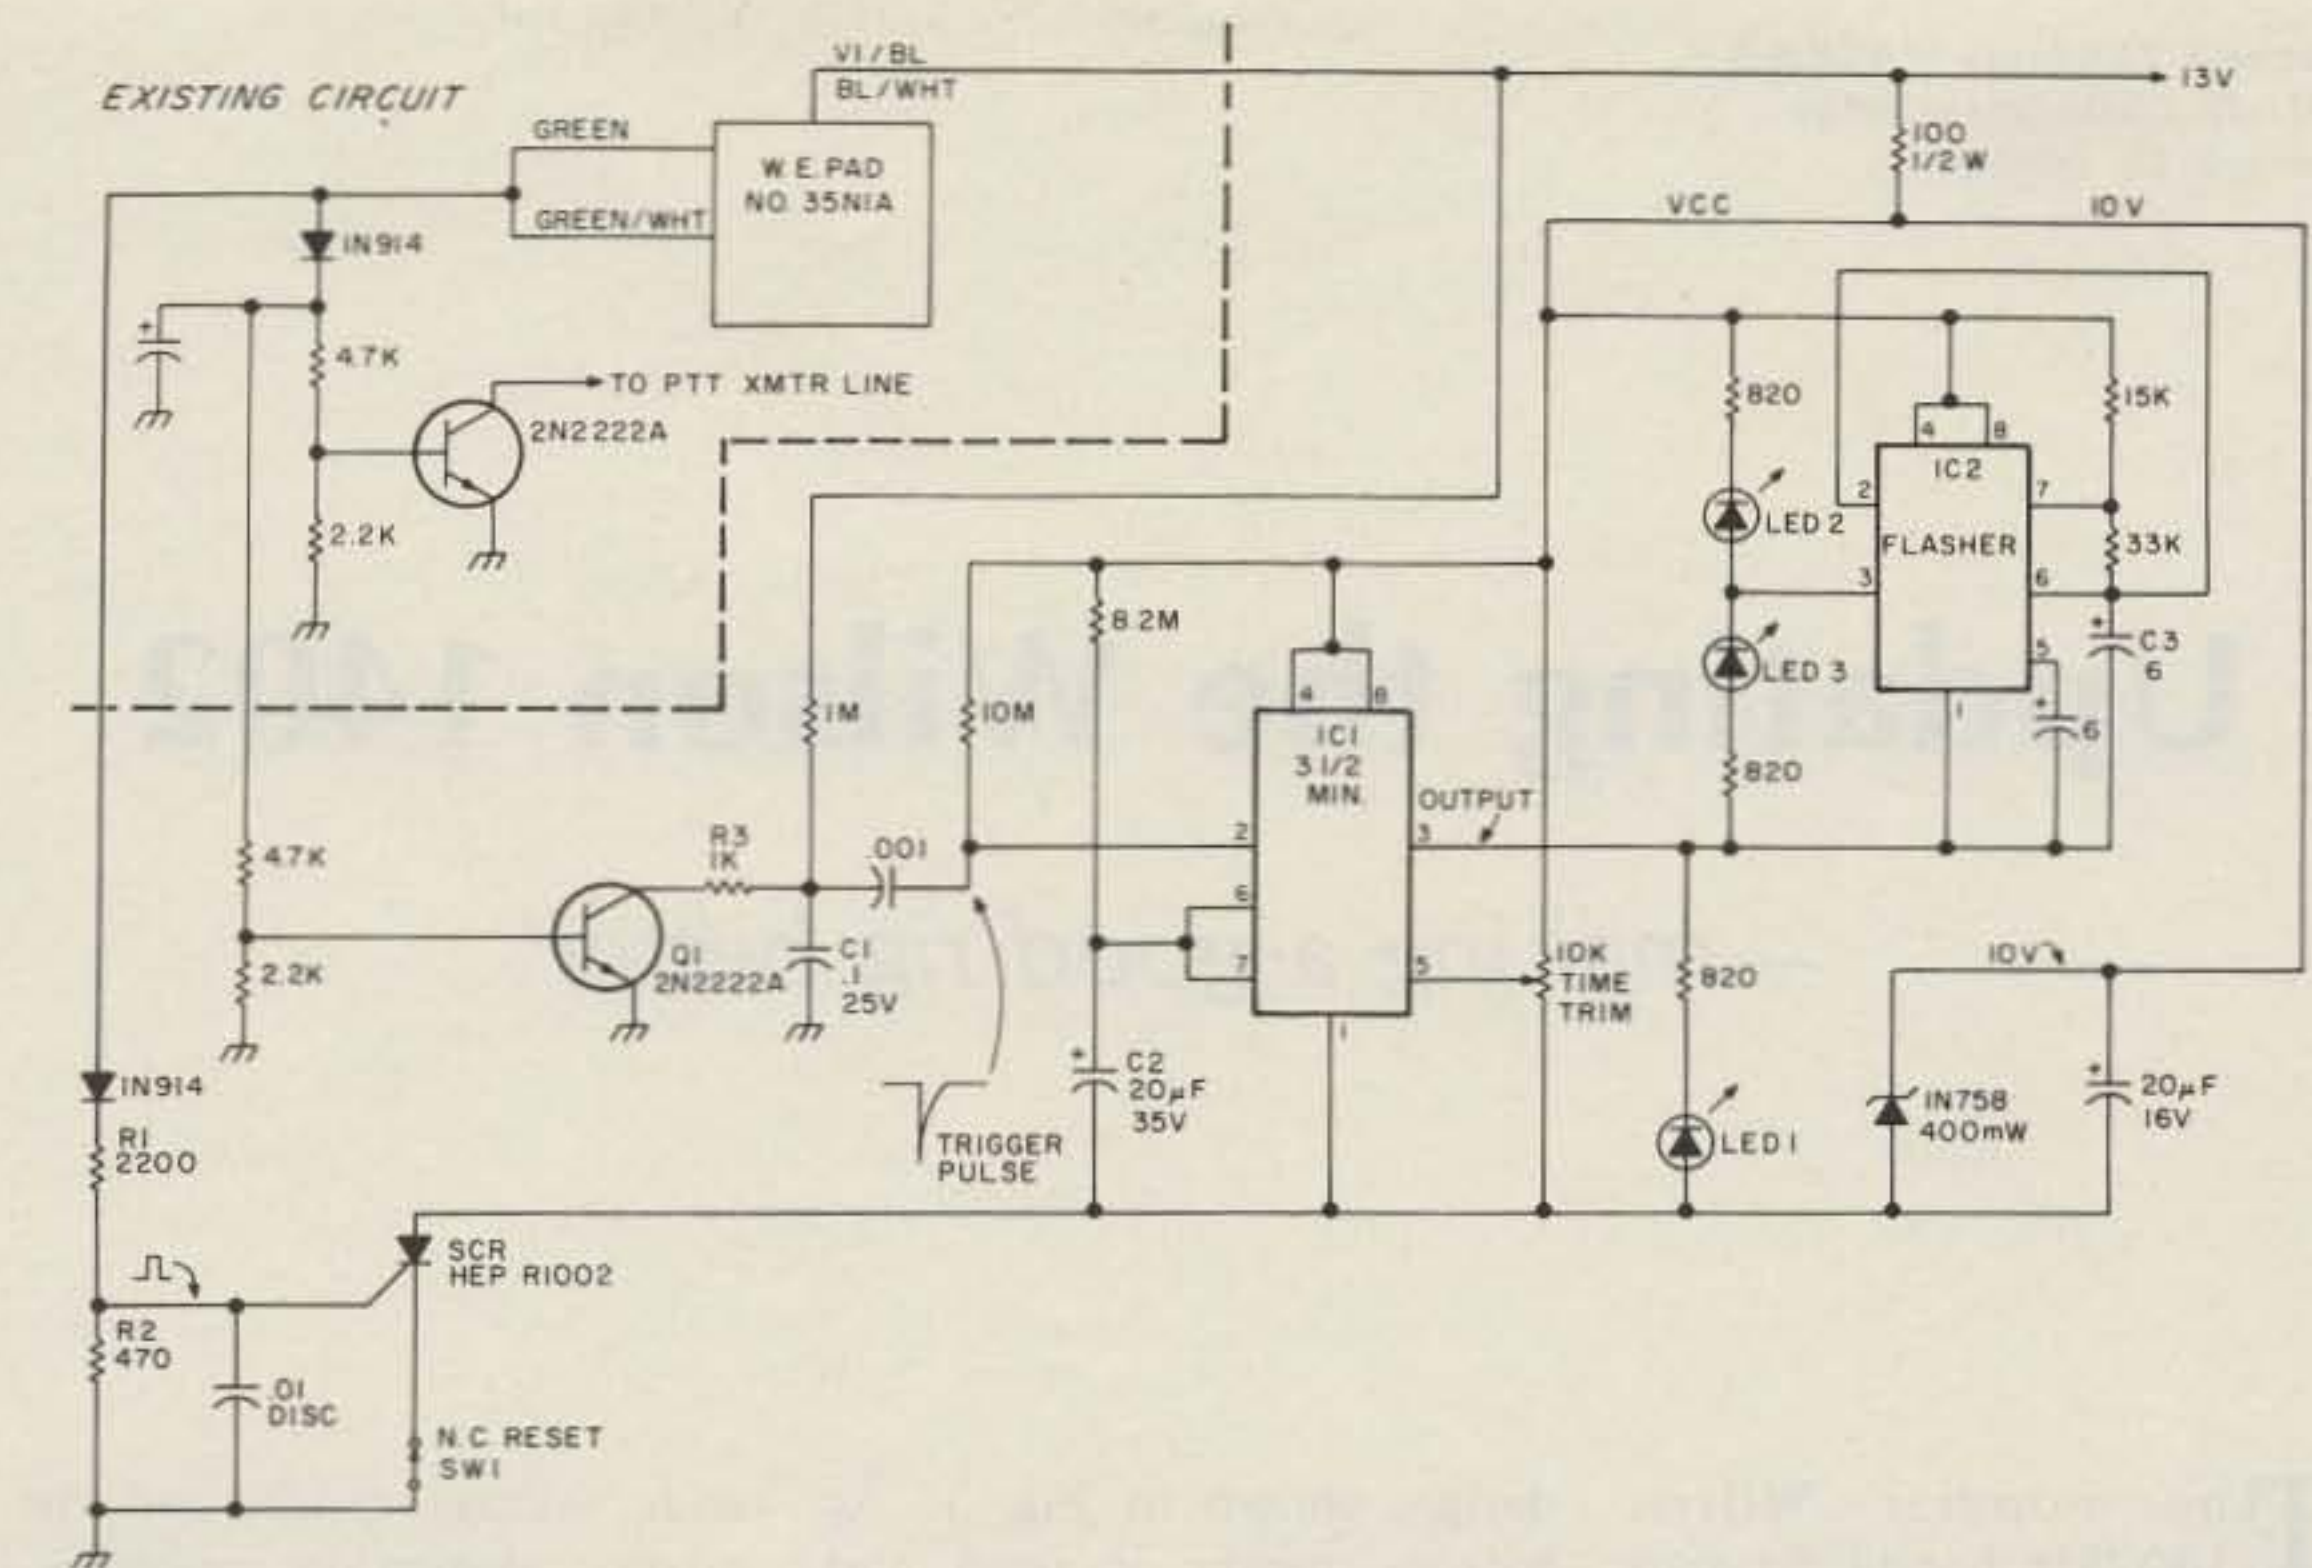 EXISTING CIRCUIT
VI/BL
BL/WHT
13V
GREEN
GREEN/WHT
W.E. PAD
NO. 35N1A
100
1/2 W
VCC
10V
IN914
4.7K
TO PTT XMTR LINE
2N2222A
2.2K
820
LED 2
LED 3
820
4
8
IC2
FLASHER
2
3
7
6
5
1
15K
33K
+
C3
6
+
6
+
8.2M
1M
10M
4
8
IC1
3 1/2
MIN.
2
6
7
3
5
1
OUTPUT
4.7K
2.2K
R3
1K
.001
Q1
2N2222A
C1
.1
25V
10K
TIME
TRIM
820
LED 1
10V
IN758
400mW
+
20µF
16V
+
C2
20µF
35V
TRIGGER
PULSE
IN914
R1
2200
SCR
HEP R1002
R2
470
.01
DISC
N.C. RESET
SW1